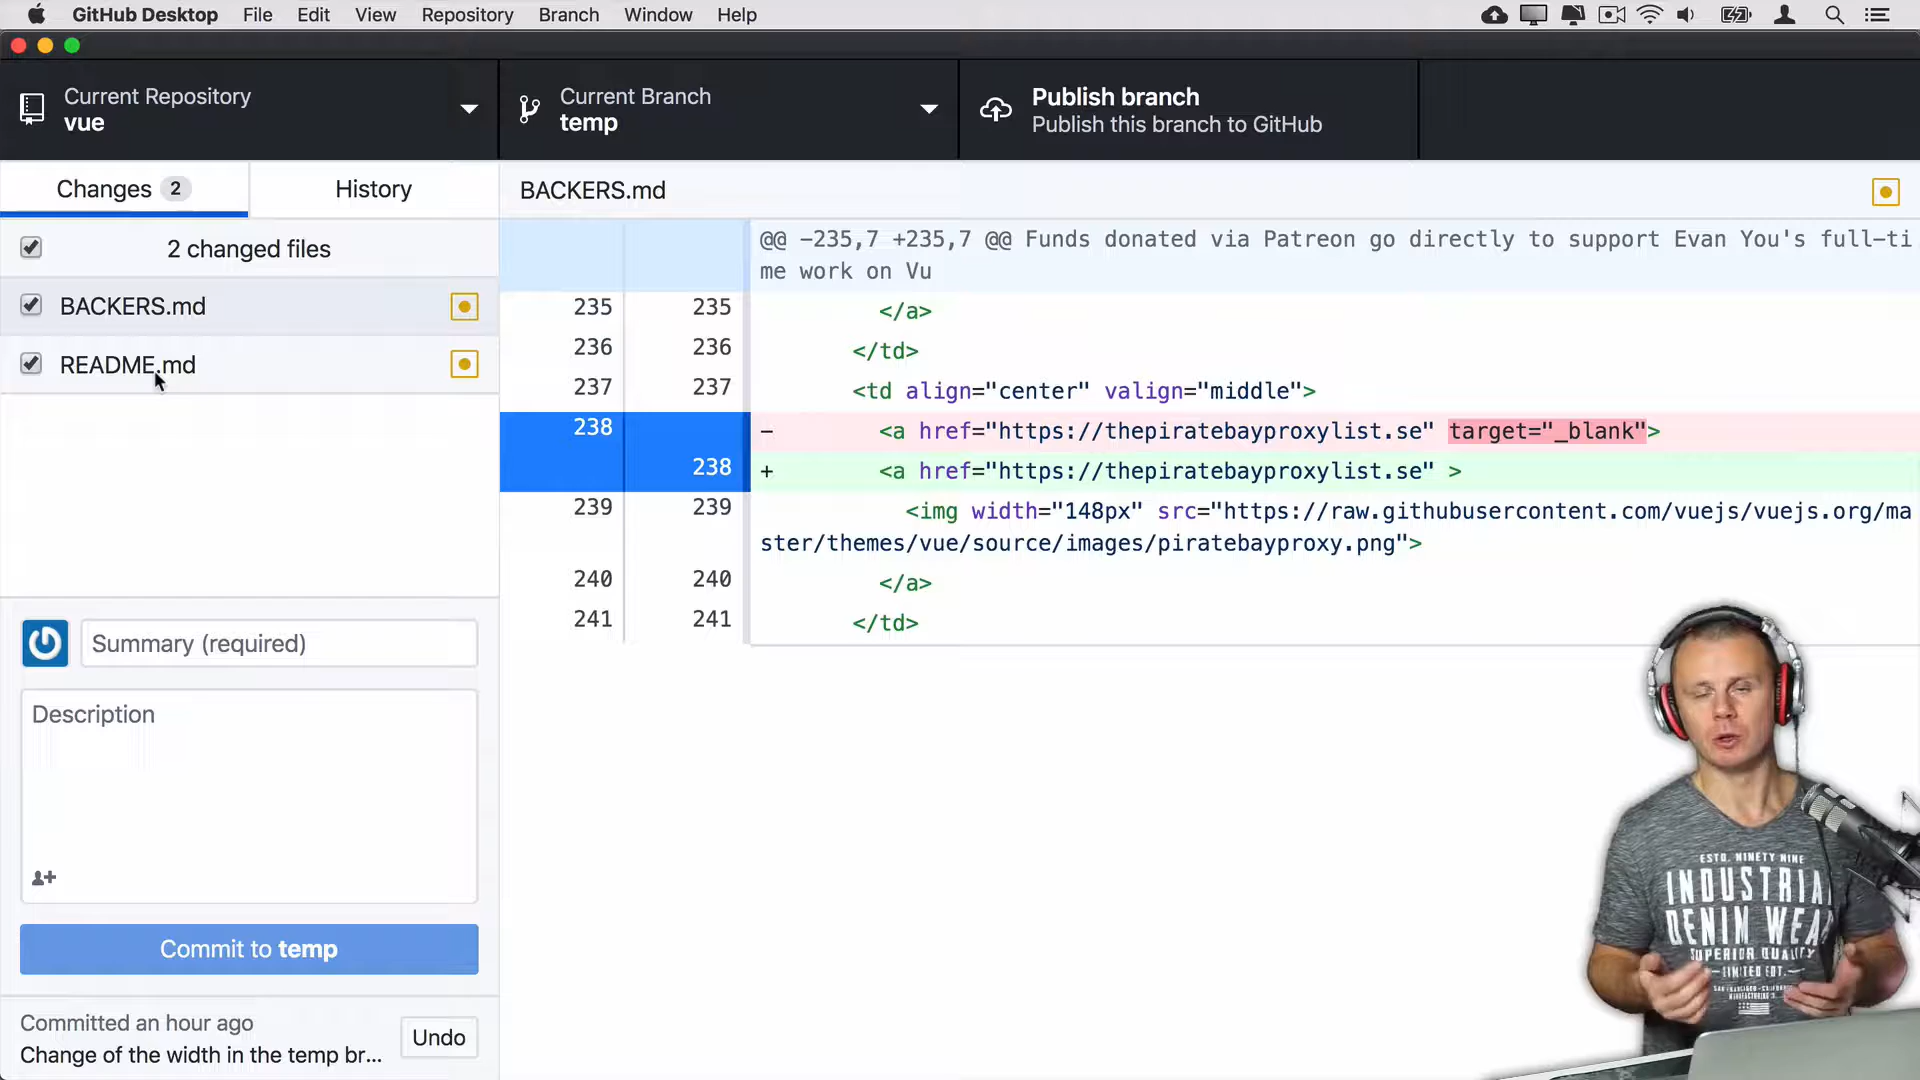 GitHub Desktop File Edit View Repository Branch Window Help
Current Repository
vue
Current Branch
temp
Publish branch
Publish this branch to GitHub
Changes 2
History
2 changed files
BACKERS.md
README.md
BACKERS.md
@@ -235,7 +235,7 @@ Funds donated via Patreon go directly to support Evan You's full-ti
me work on Vu
235 235 </a>
236 236 </td>
237 237 <td align="center" valign="middle">
238 - <a href="https://thepiratebayproxylist.se" target="_blank">
238 + <a href="https://thepiratebayproxylist.se" >
239 239 <img width="148px" src="https://raw.githubusercontent.com/vuejs/vuejs.org/ma
ster/themes/vue/source/images/piratebayproxy.png">
240 240 </a>
241 241 </td>
Summary (required)
Description
Commit to temp
Committed an hour ago
Change of the width in the temp br...
Undo
ESTD. NINETY NINE
INDUSTRIA
DENIM WEA
SUPERIOR QUALITY
LIMITED EDT.